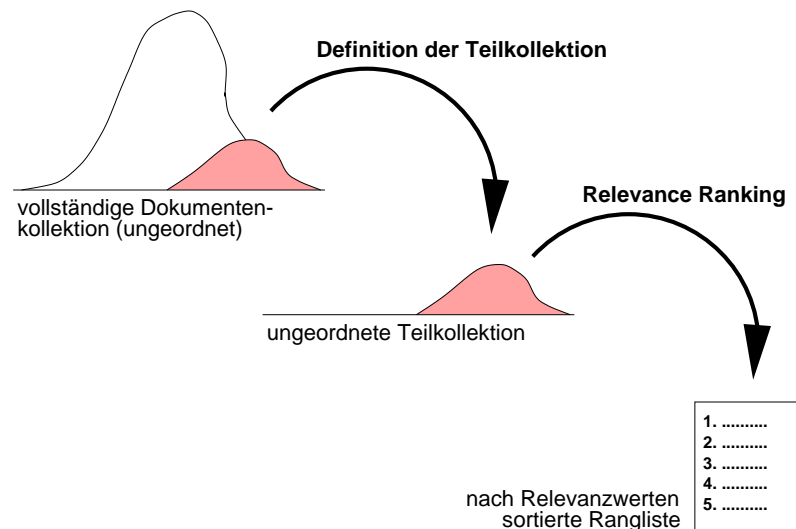 Definition der Teilkollektion
vollständige Dokumenten-
kollektion (ungeordnet)
Relevance Ranking
ungeordnete Teilkollektion
1. ..........
2. ..........
3. ..........
4. ..........
5. ..........
nach Relevanzwerten
sortierte Rangliste